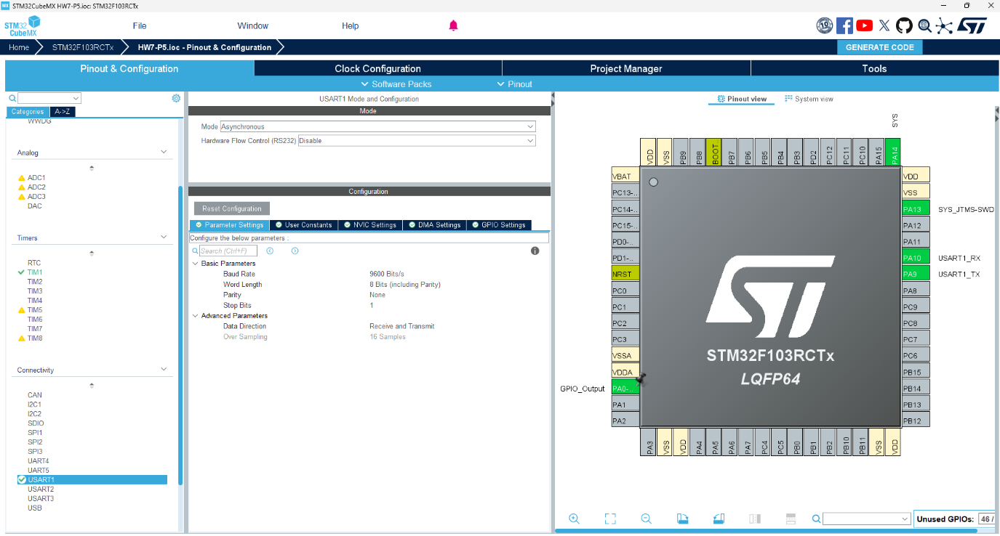 MX STM32CubeMX HW7-P5.ioc: STM32F103RCTx
STM32 CubeMX
File Window Help
10
Home STM32F103RCTx HW7-P5.ioc - Pinout & Configuration GENERATE CODE
Pinout & Configuration Clock Configuration Project Manager Tools
Software Packs Pinout
Categories A->Z
WWDG
Analog
ADC1
ADC2
ADC3
DAC
Timers
RTC
TIM1
TIM2
TIM3
TIM4
TIM5
TIM6
TIM7
TIM8
Connectivity
CAN
I2C1
I2C2
SDIO
SPI1
SPI2
SPI3
UART4
UART5
USART1
USART2
USART3
USB
USART1 Mode and Configuration
Mode
Mode Asynchronous
Hardware Flow Control (RS232) Disable
Configuration
Reset Configuration
Parameter Settings User Constants NVIC Settings DMA Settings GPIO Settings
Configure the below parameters :
Search (Ctrl+F)
Basic Parameters
Baud Rate 9600 Bits/s
Word Length 8 Bits (including Parity)
Parity None
Stop Bits 1
Advanced Parameters
Data Direction Receive and Transmit
Over Sampling 16 Samples
Pinout view System view
SYS
VDD VSS PB9 PB8 BOOT PB7 PB6 PB5 PB4 PB3 PD2 PC12 PC11 PC10 PA15 PA14
VBAT
PC13-..
PC14-..
PC15-..
PD0-..
PD1-..
NRST
PC0
PC1
PC2
PC3
VSSA
VDDA
GPIO_Output PA0-..
PA1
PA2
ST
STM32F103RCTx
LQFP64
VDD
VSS
PA13 SYS_JTMS-SWD
PA12
PA11
PA10 USART1_RX
PA9 USART1_TX
PA8
PC9
PC8
PC7
PC6
PB15
PB14
PB13
PB12
PA3 VSS VDD PA4 PA5 PA6 PA7 PC4 PC5 PB0 PB1 PB2 PB10 PB11 VSS VDD
Unused GPIOs: 46 /